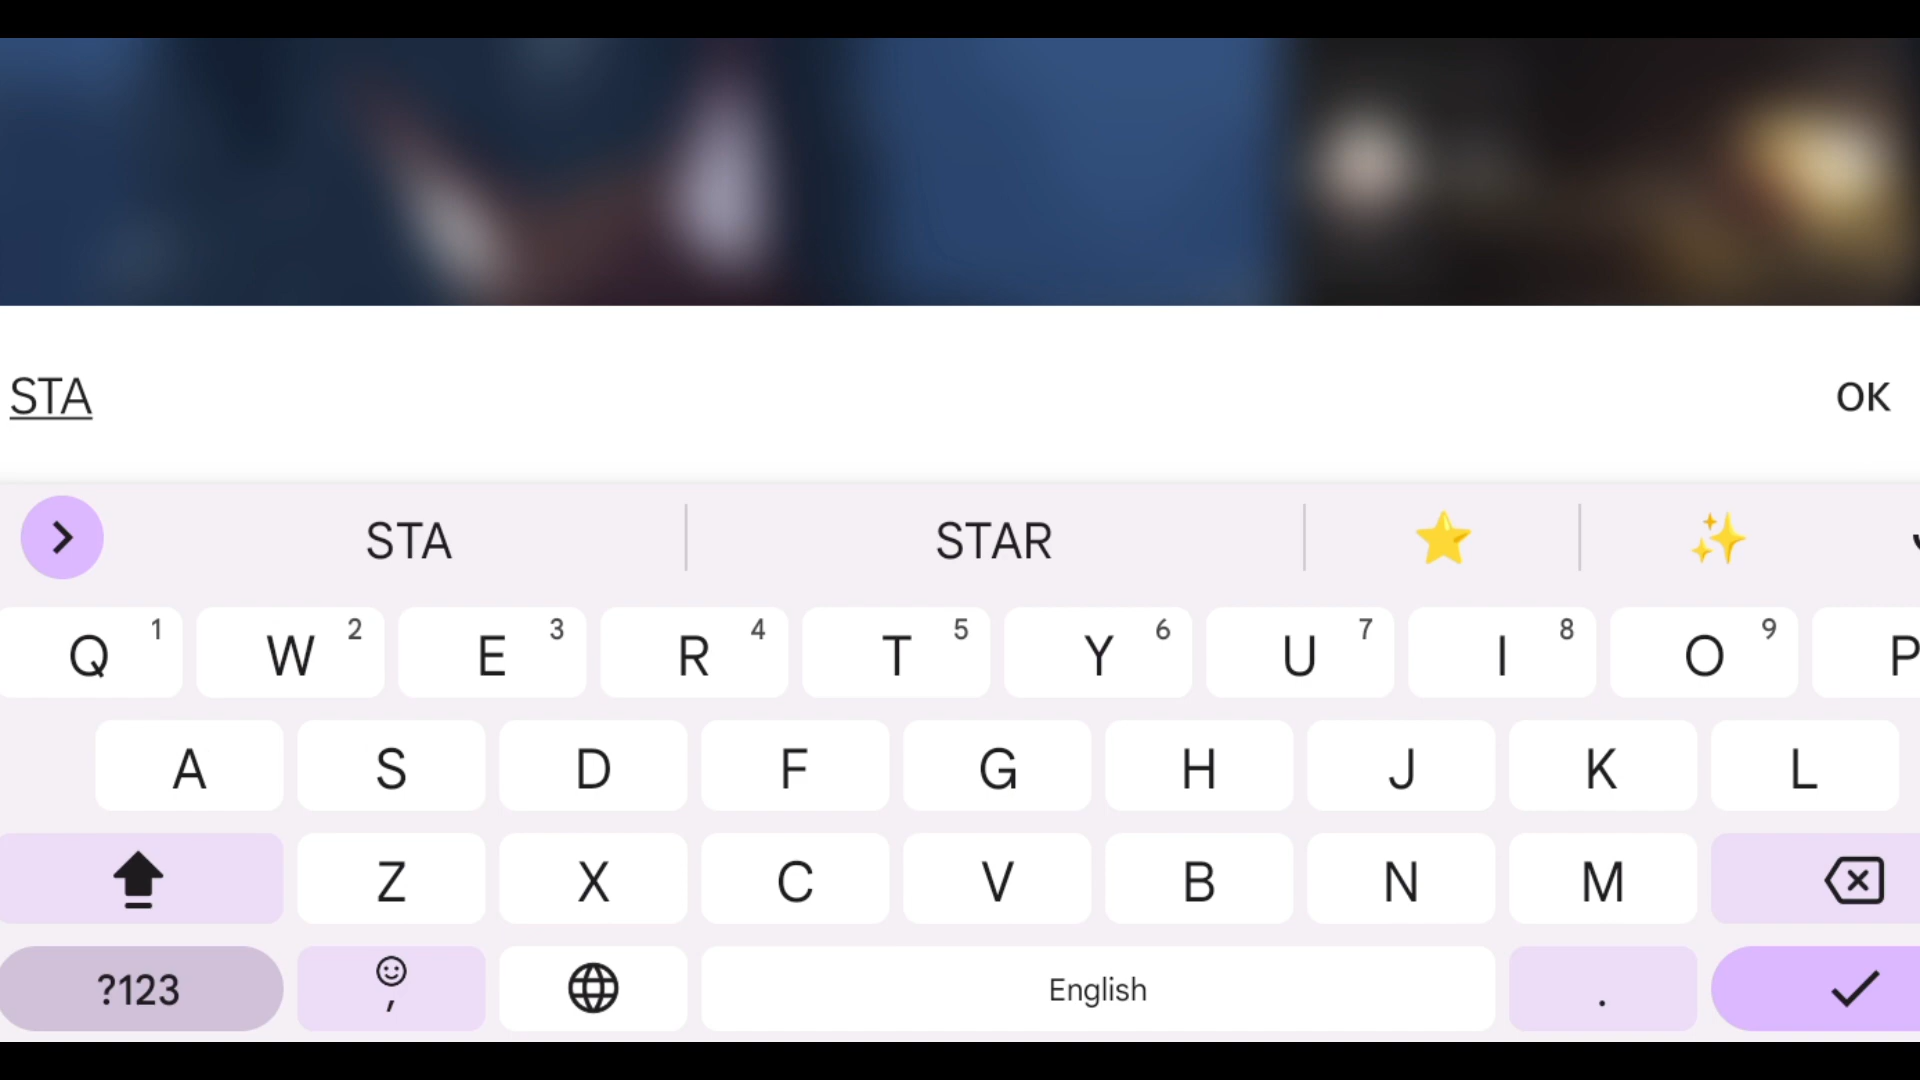 STA
OK
STA STAR ⭐ ✨
Q 1 W 2 E 3 R 4 T 5 Y 6 U 7 I 8 O 9 P
A S D F G H J K L
Z X C V B N M
?123 , English .